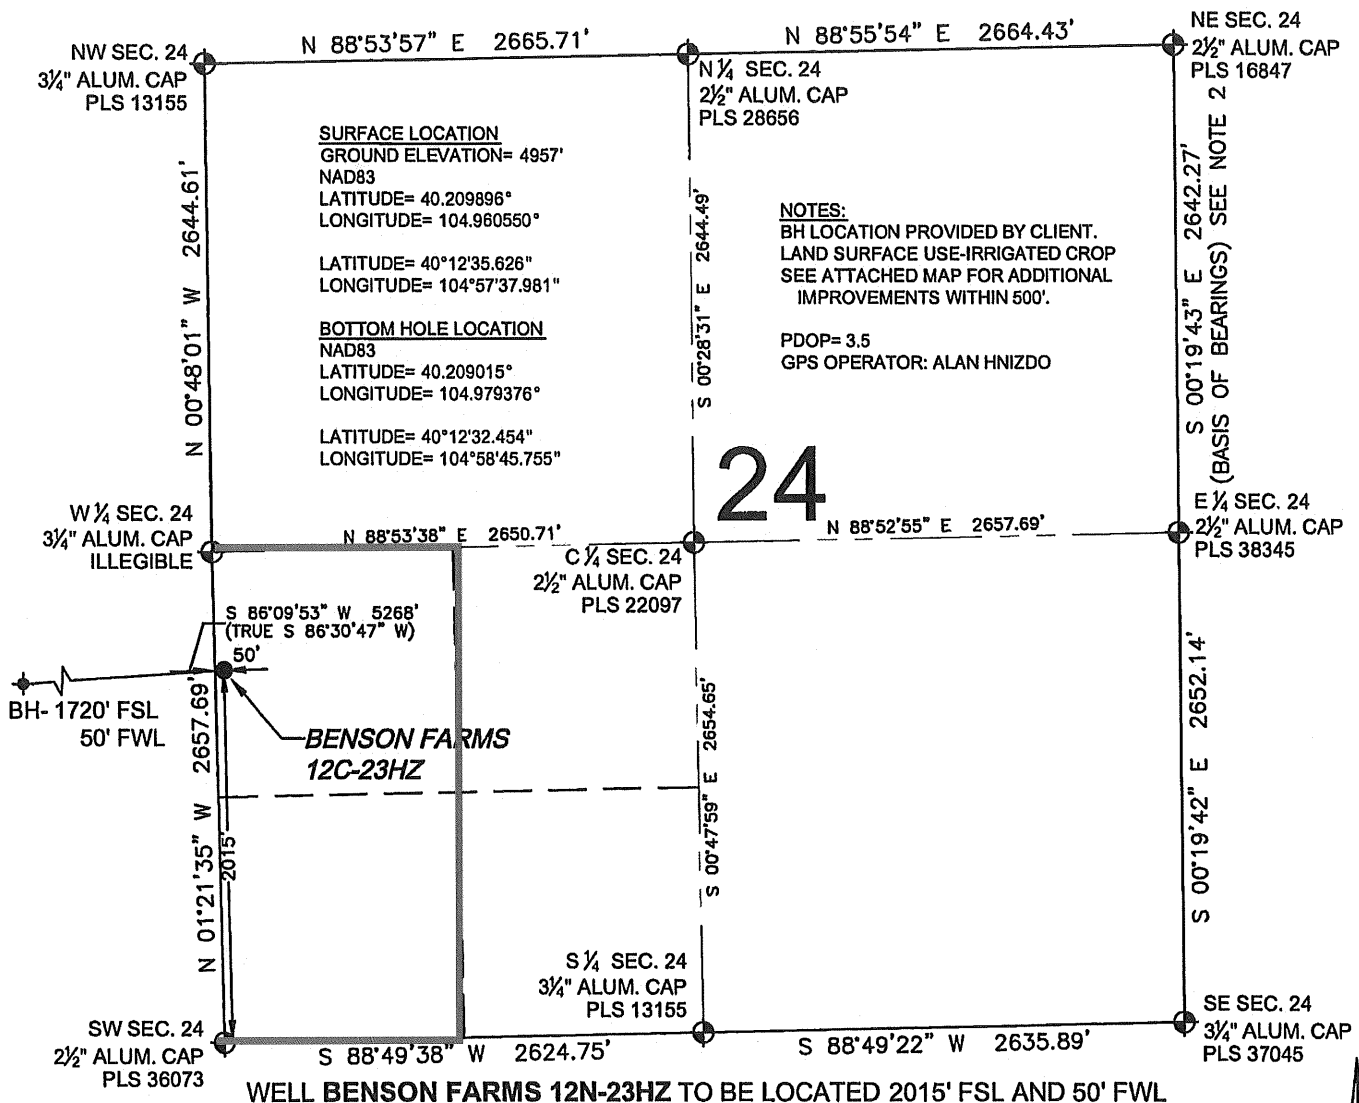 N 88°53'57" E 2665.71'
N 88°55'54" E 2664.43'
NW SEC. 24
3¼" ALUM. CAP
PLS 13155
N ¼ SEC. 24
2½" ALUM. CAP
PLS 28656
NE SEC. 24
2½" ALUM. CAP
PLS 16847
SURFACE LOCATION
GROUND ELEVATION= 4957'
NAD83
LATITUDE= 40.209896°
LONGITUDE= 104.960550°
LATITUDE= 40°12'35.626"
LONGITUDE= 104°57'37.981"
BOTTOM HOLE LOCATION
NAD83
LATITUDE= 40.209015°
LONGITUDE= 104.979376°
LATITUDE= 40°12'32.454"
LONGITUDE= 104°58'45.755"
NOTES:
BH LOCATION PROVIDED BY CLIENT.
LAND SURFACE USE-IRRIGATED CROP
SEE ATTACHED MAP FOR ADDITIONAL
IMPROVEMENTS WITHIN 500'.
PDOP= 3.5
GPS OPERATOR: ALAN HNIZDO
N 00°48'01" W 2644.61'
S 00°28'31" E 2644.49'
S 00°19'43" E 2642.27'
(BASIS OF BEARINGS) SEE NOTE 2
24
W ¼ SEC. 24
3¼" ALUM. CAP
ILLEGIBLE
N 88°53'38" E 2650.71'
C ¼ SEC. 24
2½" ALUM. CAP
PLS 22097
N 88°52'55" E 2657.69'
E ¼ SEC. 24
2½" ALUM. CAP
PLS 38345
S 86°09'53" W 5268'
(TRUE S 86°30'47" W)
50'
BH- 1720' FSL
50' FWL
BENSON FARMS
12C-23HZ
N 01°21'35" W 2657.69'
2015'
S 00°47'59" E 2654.65'
S 00°19'42" E 2652.14'
SW SEC. 24
2½" ALUM. CAP
PLS 36073
S 88°49'38" W 2624.75'
S ¼ SEC. 24
3¼" ALUM. CAP
PLS 13155
S 88°49'22" W 2635.89'
SE SEC. 24
3¼" ALUM. CAP
PLS 37045
WELL BENSON FARMS 12N-23HZ TO BE LOCATED 2015' FSL AND 50' FWL